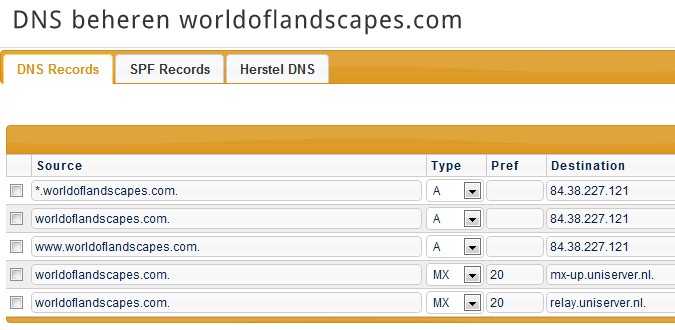 DNS beheren worldoflandscapes.com
DNS Records SPF Records Herstel DNS
Source Type Pref Destination
*.worldoflandscapes.com. A 84.38.227.121
worldoflandscapes.com. A 84.38.227.121
www.worldoflandscapes.com. A 84.38.227.121
worldoflandscapes.com. MX 20 mx-up.uniserver.nl.
worldoflandscapes.com. MX 20 relay.uniserver.nl.